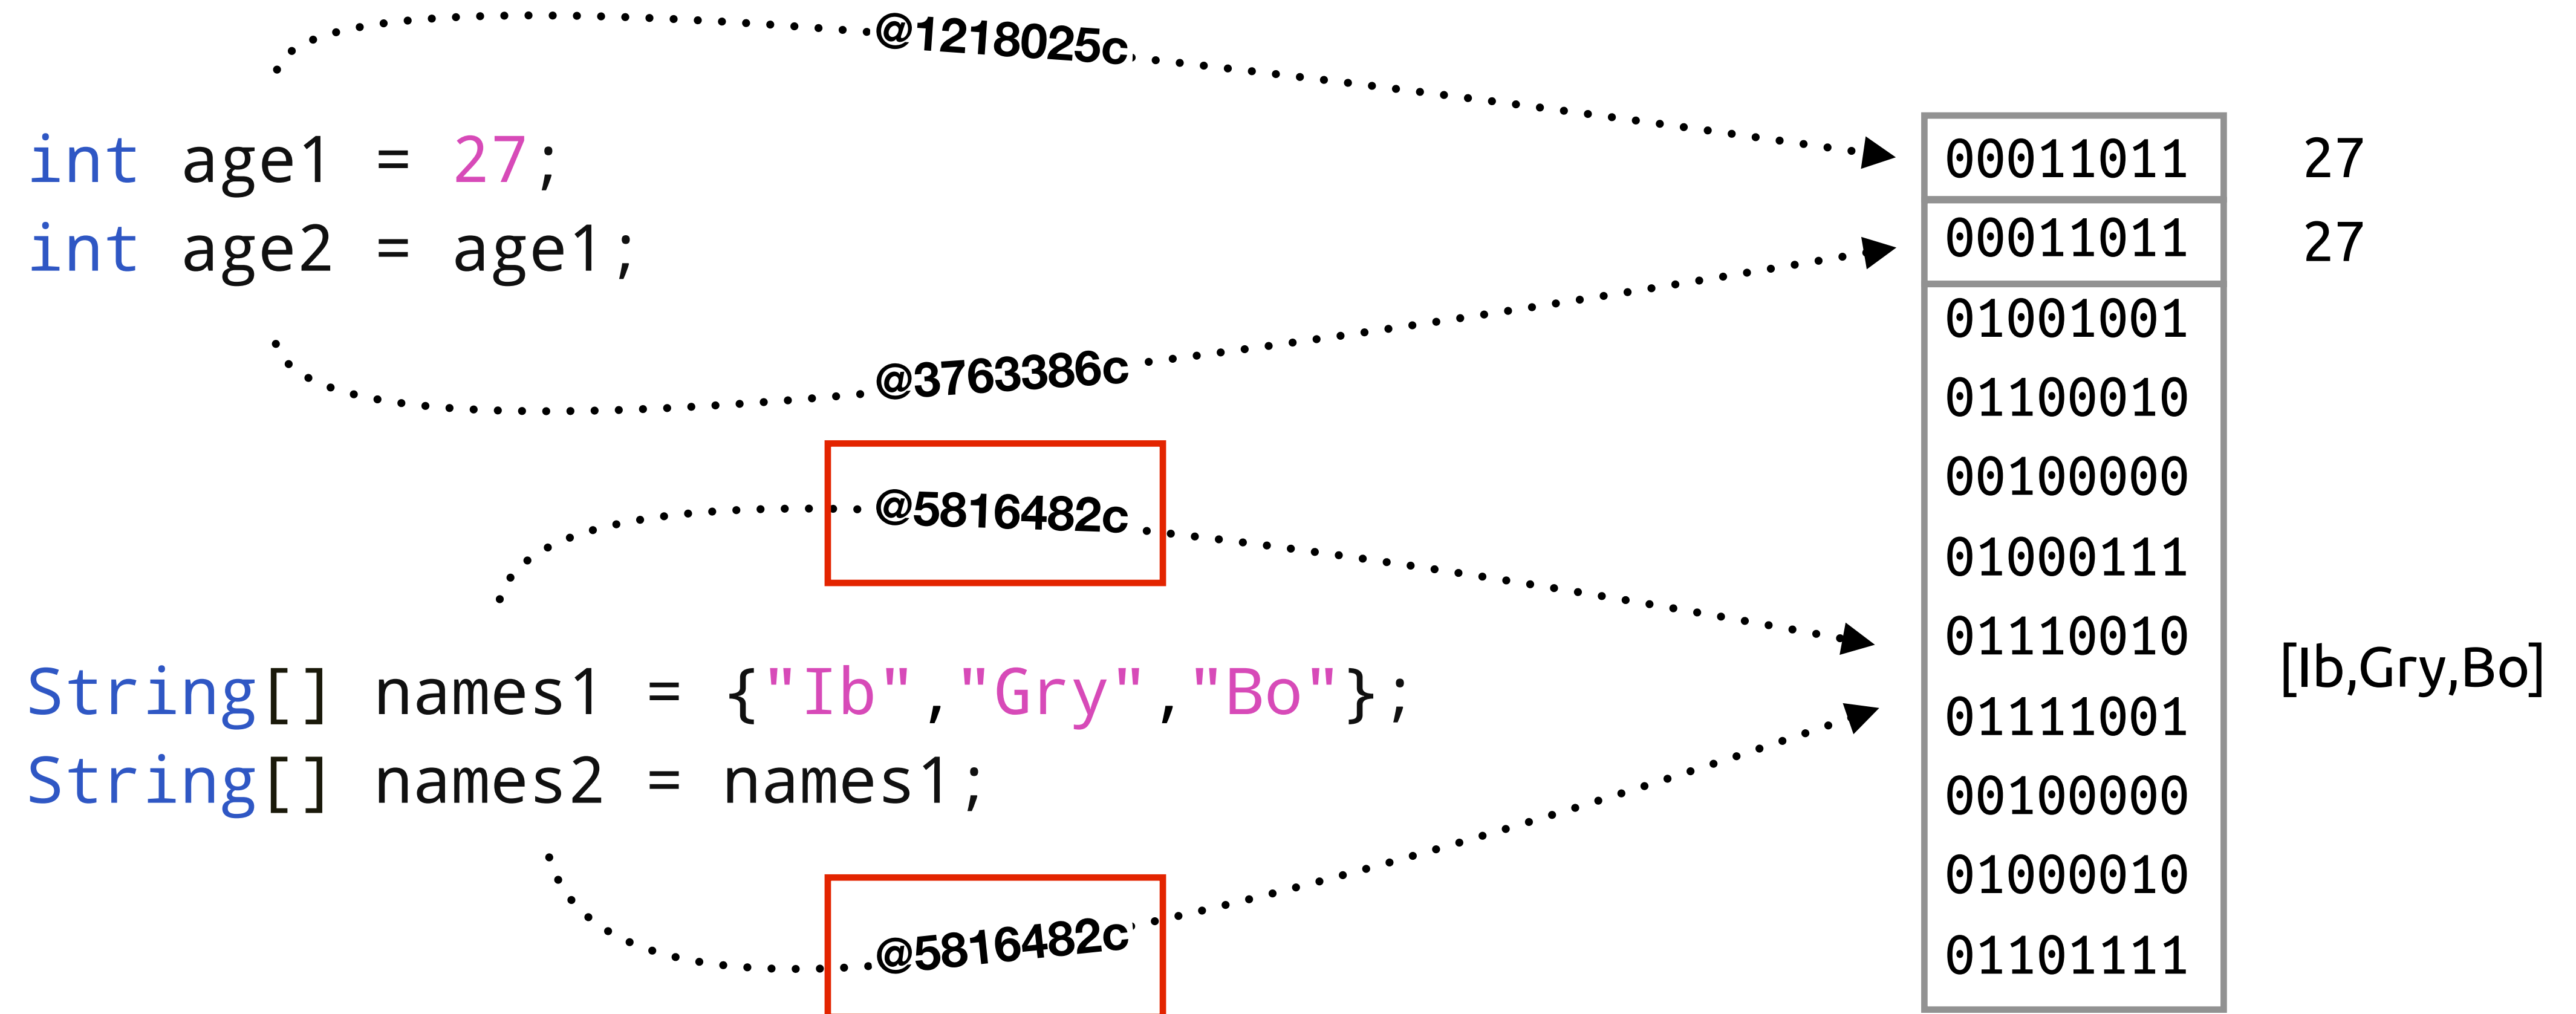 @1218025c
int age1 = 27;
int age2 = age1;
@3763386c
@5816482c
String[] names1 = {"Ib","Gry","Bo"};
String[] names2 = names1;
@5816482c
00011011 27
00011011 27
01001001
01100010
00100000
01000111
01110010
[Ib,Gry,Bo]
01111001
00100000
01000010
01101111